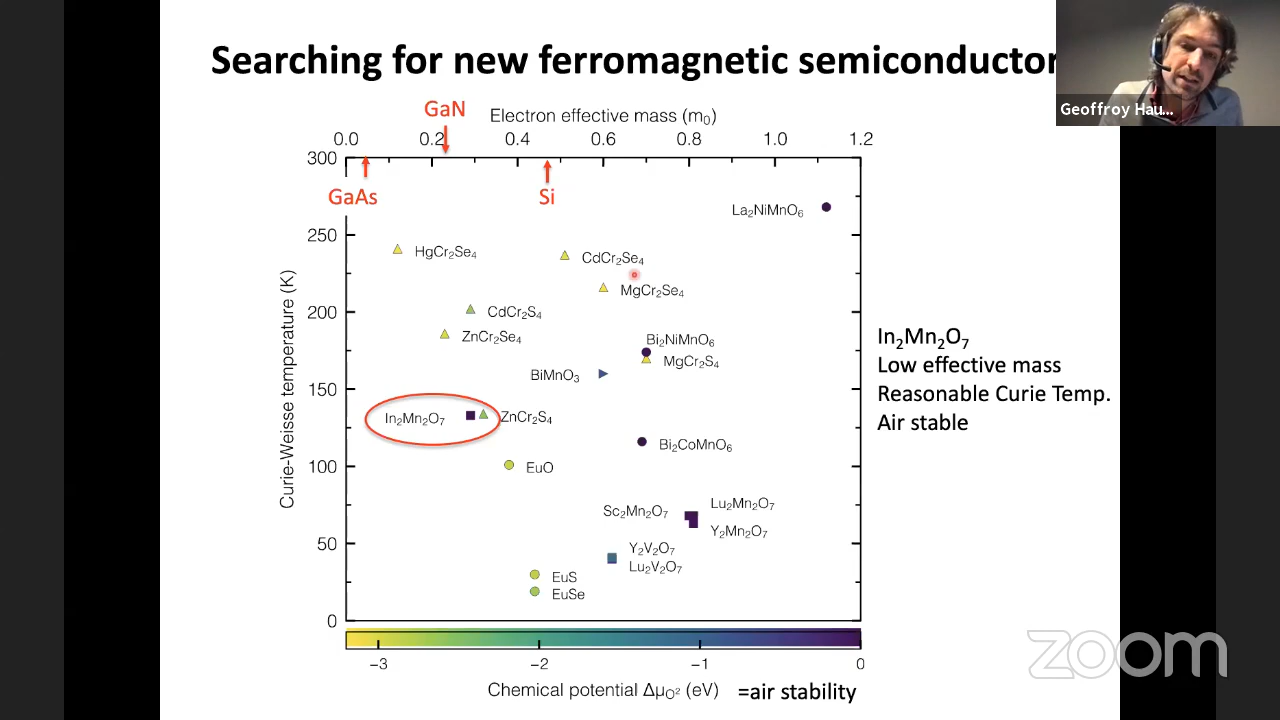 Searching for new ferromagnetic semiconductor
Geoffroy Hau...
GaN
Electron effective mass (m₀)
0.0 0.2 0.4 0.6 0.8 1.0 1.2
GaAs
Si
Curie-Weisse temperature (K)
300
250
200
150
100
50
0
La₂NiMnO₆
HgCr₂Se₄
CdCr₂Se₄
MgCr₂Se₄
CdCr₂S₄
ZnCr₂Se₄
Bi₂NiMnO₆
MgCr₂S₄
BiMnO₃
In₂Mn₂O₇
ZnCr₂S₄
Bi₂CoMnO₆
EuO
Sc₂Mn₂O₇
Lu₂Mn₂O₇
Y₂Mn₂O₇
Y₂V₂O₇
Lu₂V₂O₇
EuS
EuSe
In₂Mn₂O₇
Low effective mass
Reasonable Curie Temp.
Air stable
−3 −2 −1 0
Chemical potential ΔμO² (eV) =air stability
zoom